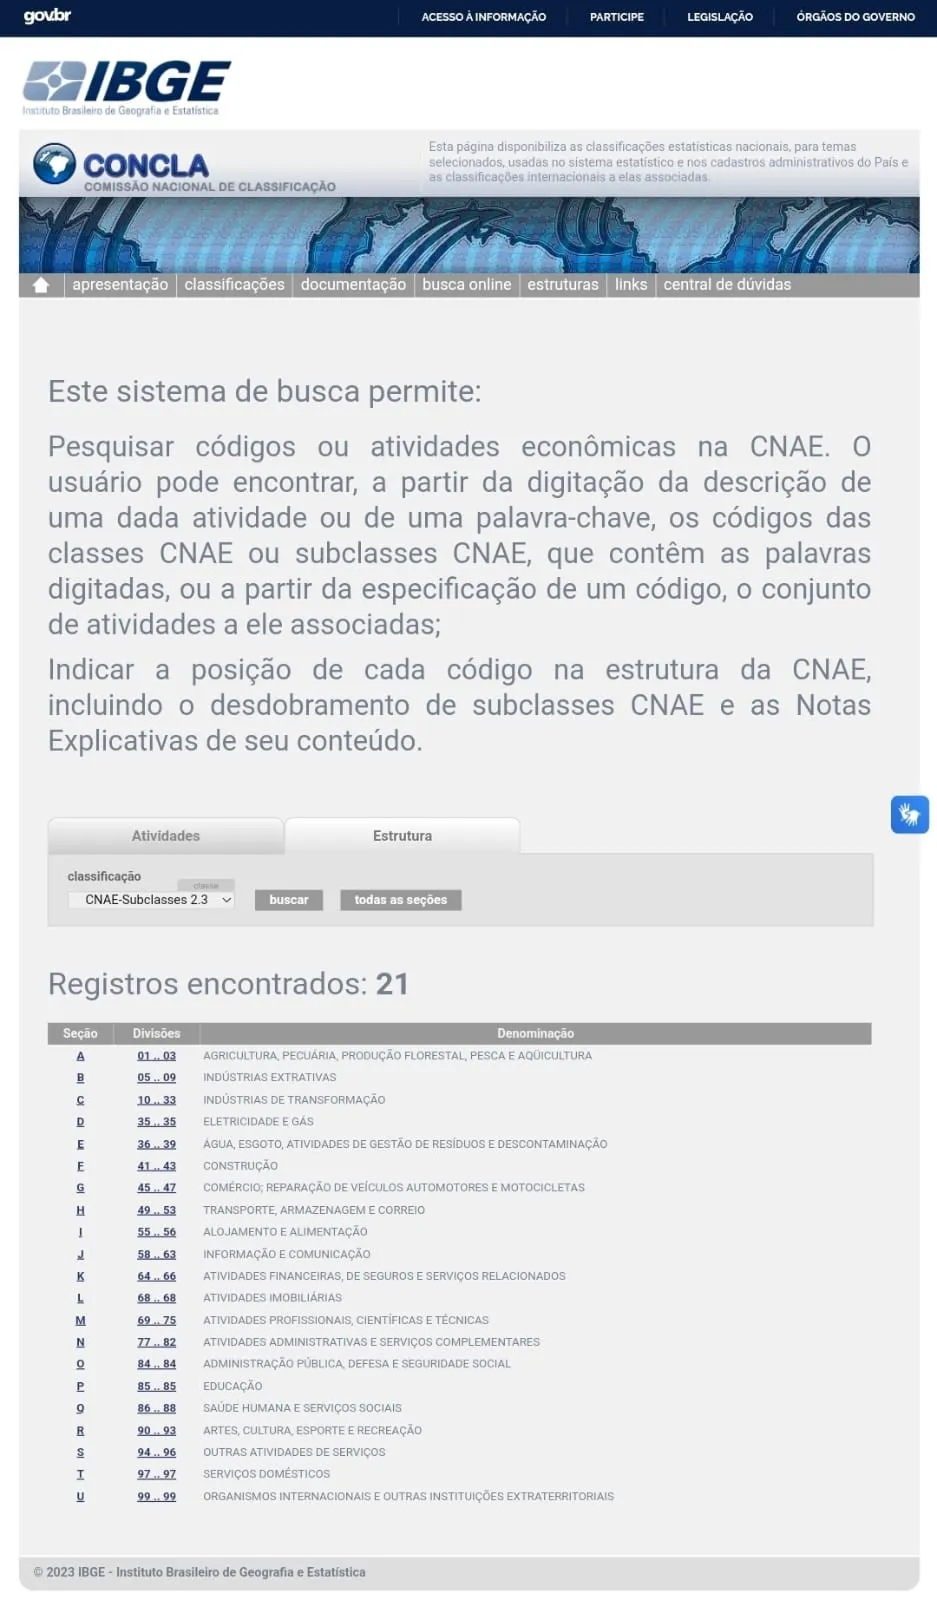 gov.br
ACESSO À INFORMAÇÃO PARTICIPE LEGISLAÇÃO ÓRGÃOS DO GOVERNO
IBGE
Instituto Brasileiro de Geografia e Estatística
CONCLA
COMISSÃO NACIONAL DE CLASSIFICAÇÃO
Esta página disponibiliza as classificações estatísticas nacionais, para temas
selecionados, usadas no sistema estatístico e nos cadastros administrativos do País e
as classificações internacionais a elas associadas.
apresentação classificações documentação busca online estruturas links central de dúvidas
Este sistema de busca permite:
Pesquisar códigos ou atividades econômicas na CNAE. O
usuário pode encontrar, a partir da digitação da descrição de
uma dada atividade ou de uma palavra-chave, os códigos das
classes CNAE ou subclasses CNAE, que contêm as palavras
digitadas, ou a partir da especificação de um código, o conjunto
de atividades a ele associadas;
Indicar a posição de cada código na estrutura da CNAE,
incluindo o desdobramento de subclasses CNAE e as Notas
Explicativas de seu conteúdo.
Atividades Estrutura
classificação
classe
CNAE-Subclasses 2.3 buscar todas as seções
Registros encontrados: 21
Seção Divisões Denominação
A 01 .. 03 AGRICULTURA, PECUÁRIA, PRODUÇÃO FLORESTAL, PESCA E AQÜICULTURA
B 05 .. 09 INDÚSTRIAS EXTRATIVAS
C 10 .. 33 INDÚSTRIAS DE TRANSFORMAÇÃO
D 35 .. 35 ELETRICIDADE E GÁS
E 36 .. 39 ÁGUA, ESGOTO, ATIVIDADES DE GESTÃO DE RESÍDUOS E DESCONTAMINAÇÃO
F 41 .. 43 CONSTRUÇÃO
G 45 .. 47 COMÉRCIO; REPARAÇÃO DE VEÍCULOS AUTOMOTORES E MOTOCICLETAS
H 49 .. 53 TRANSPORTE, ARMAZENAGEM E CORREIO
I 55 .. 56 ALOJAMENTO E ALIMENTAÇÃO
J 58 .. 63 INFORMAÇÃO E COMUNICAÇÃO
K 64 .. 66 ATIVIDADES FINANCEIRAS, DE SEGUROS E SERVIÇOS RELACIONADOS
L 68 .. 68 ATIVIDADES IMOBILIÁRIAS
M 69 .. 75 ATIVIDADES PROFISSIONAIS, CIENTÍFICAS E TÉCNICAS
N 77 .. 82 ATIVIDADES ADMINISTRATIVAS E SERVIÇOS COMPLEMENTARES
O 84 .. 84 ADMINISTRAÇÃO PÚBLICA, DEFESA E SEGURIDADE SOCIAL
P 85 .. 85 EDUCAÇÃO
Q 86 .. 88 SAÚDE HUMANA E SERVIÇOS SOCIAIS
R 90 .. 93 ARTES, CULTURA, ESPORTE E RECREAÇÃO
S 94 .. 96 OUTRAS ATIVIDADES DE SERVIÇOS
T 97 .. 97 SERVIÇOS DOMÉSTICOS
U 99 .. 99 ORGANISMOS INTERNACIONAIS E OUTRAS INSTITUIÇÕES EXTRATERRITORIAIS
© 2023 IBGE - Instituto Brasileiro de Geografia e Estatística